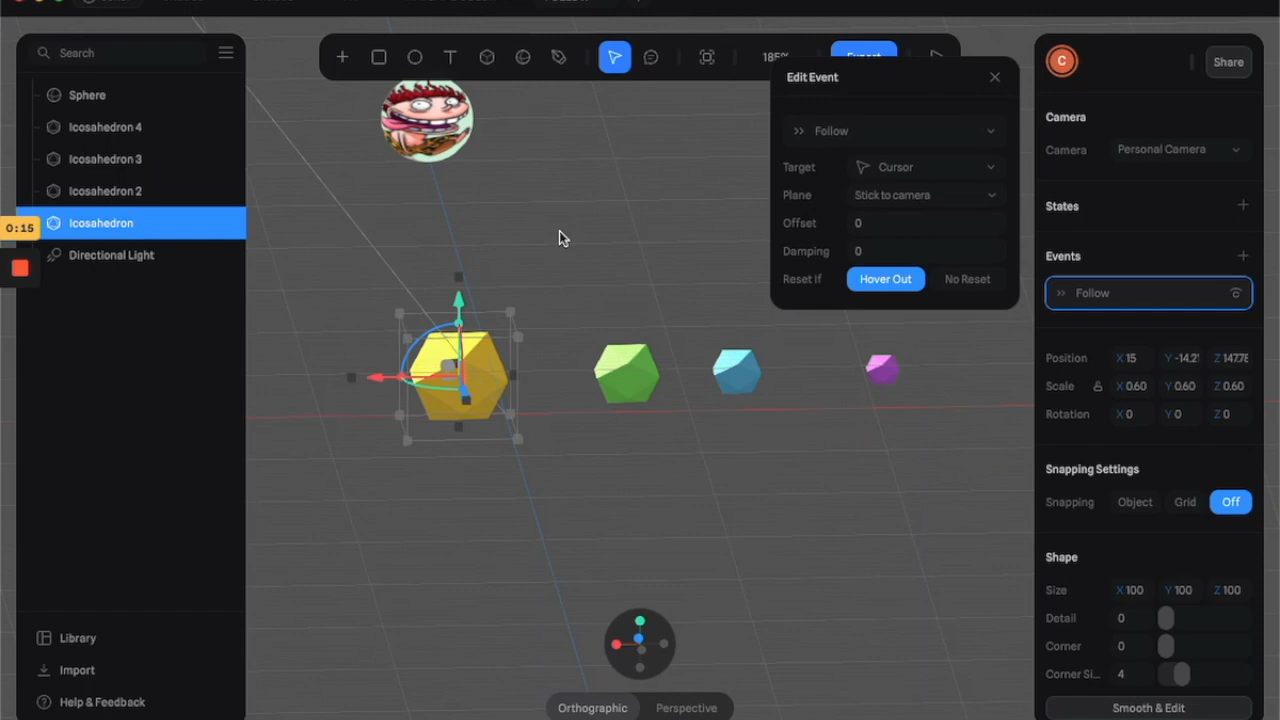 Search
Sphere
Icosahedron 4
Icosahedron 3
Icosahedron 2
Icosahedron
Directional Light
0:15
Library
Import
Help & Feedback
T
185%
Export
Edit Event
Follow
Target Cursor
Plane Stick to camera
Offset 0
Damping 0
Reset If Hover Out No Reset
Orthographic Perspective
C
Share
Camera
Camera Personal Camera
States
Events
Follow
Position X 15 Y -14.21 Z 147.78
Scale X 0.60 Y 0.60 Z 0.60
Rotation X 0 Y 0 Z 0
Snapping Settings
Snapping Object Grid Off
Shape
Size X 100 Y 100 Z 100
Detail 0
Corner 0
Corner Si... 4
Smooth & Edit